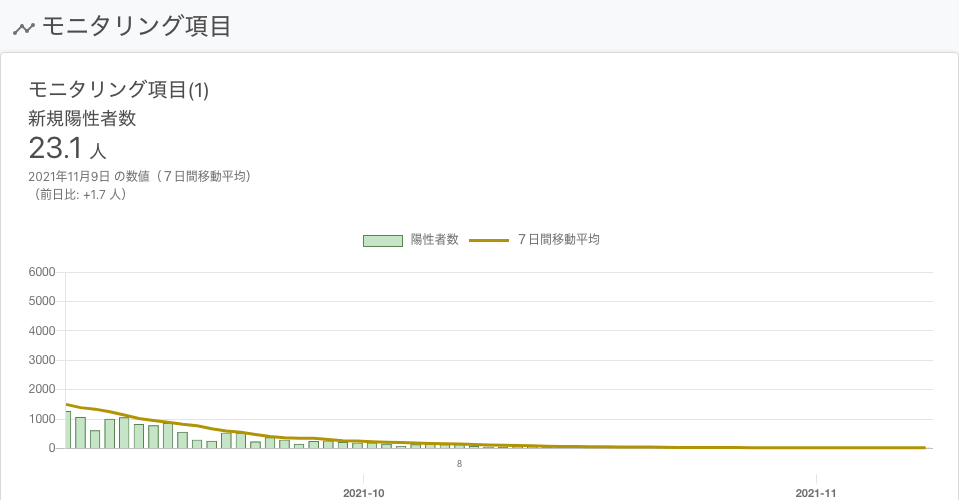 モニタリング項目
モニタリング項目(1)
新規陽性者数
23.1 人
2021年11月9日 の数値（７日間移動平均）
（前日比: +1.7 人）
陽性者数 ７日間移動平均
6000
5000
4000
3000
2000
1000
0
8
2021-10 2021-11